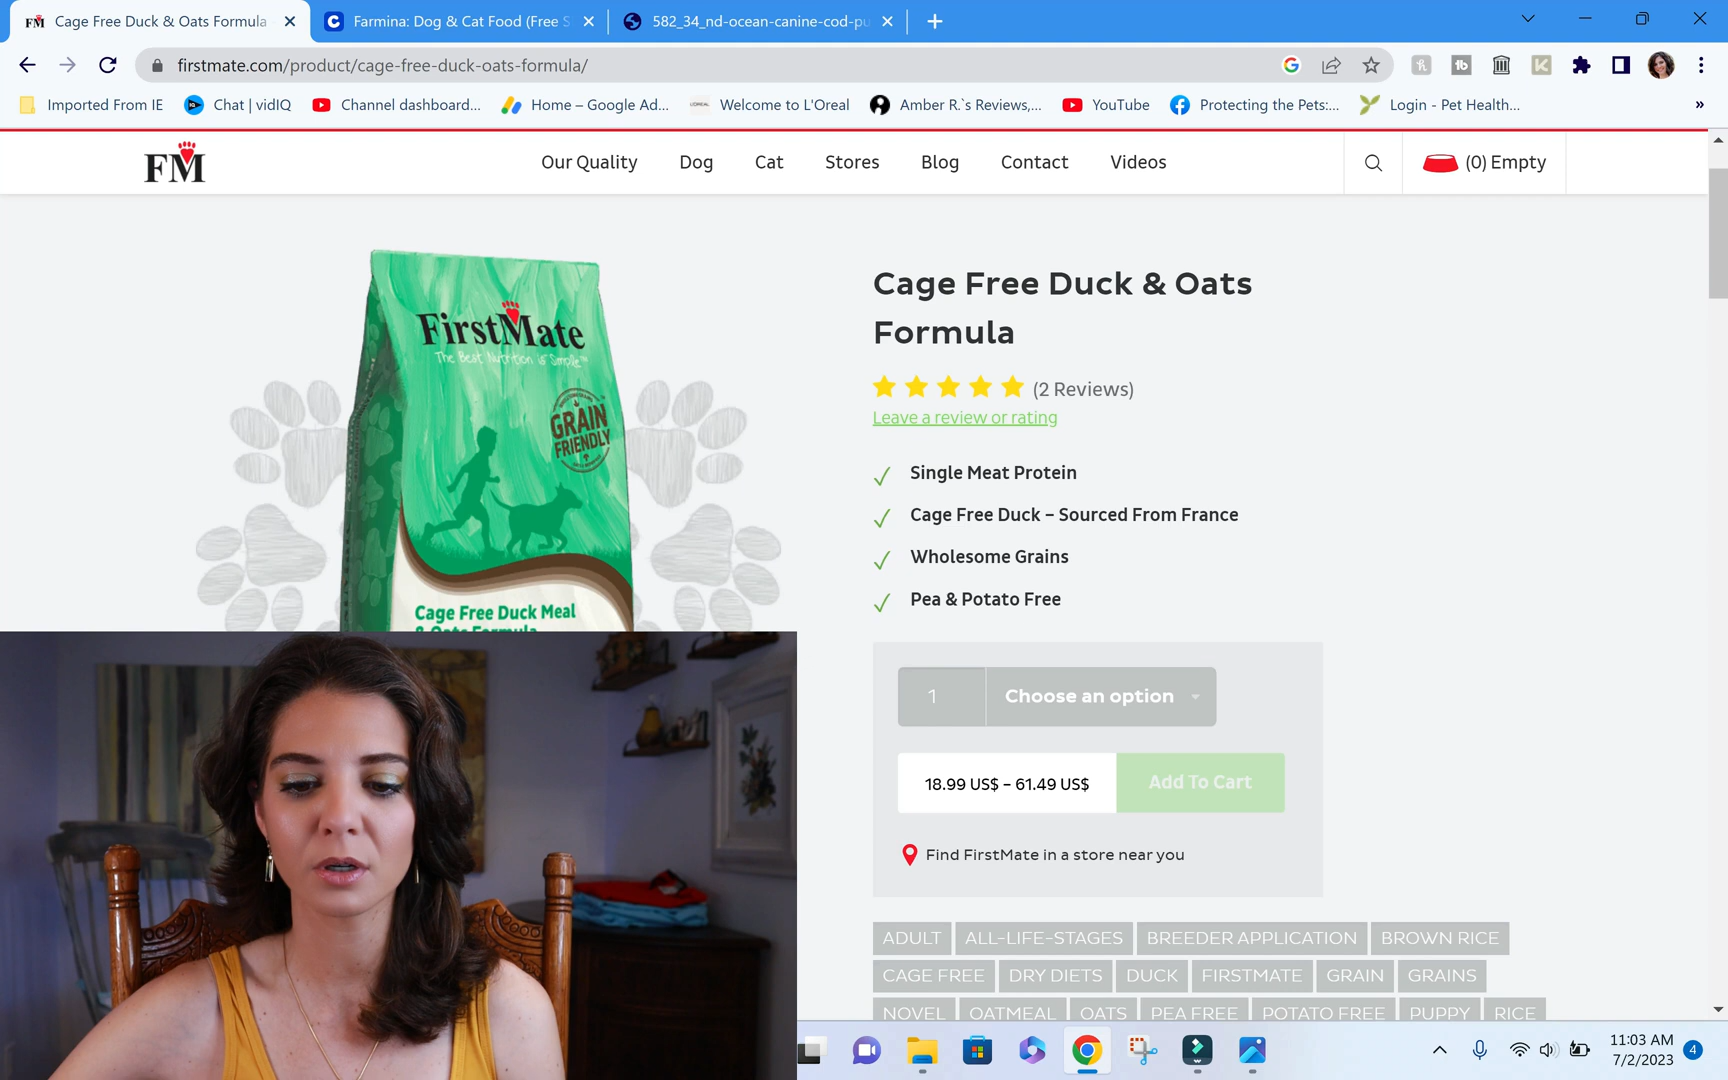 FM Cage Free Duck & Oats Formula
Farmina: Dog & Cat Food (Free S
582_34_nd-ocean-canine-cod-pu
firstmate.com/product/cage-free-duck-oats-formula/
Imported From IE
Chat | vidIQ
Channel dashboard...
Home – Google Ad...
Welcome to L'Oreal
Amber R.`s Reviews,...
YouTube
Protecting the Pets:...
Login - Pet Health...
»
FM
Our Quality
Dog
Cat
Stores
Blog
Contact
Videos
(0) Empty
FirstMate
The Best Nutrition is Simple™
GRAIN
FRIENDLY
Cage Free Duck Meal
& Oats Formula
Cage Free Duck & Oats
Formula
(2 Reviews)
Leave a review or rating
Single Meat Protein
Cage Free Duck – Sourced From France
Wholesome Grains
Pea & Potato Free
1
Choose an option
18.99 US$ – 61.49 US$
Add To Cart
Find FirstMate in a store near you
ADULT
ALL-LIFE-STAGES
BREEDER APPLICATION
BROWN RICE
CAGE FREE
DRY DIETS
DUCK
FIRSTMATE
GRAIN
GRAINS
NOVEL
OATMEAL
OATS
PEA FREE
POTATO FREE
PUPPY
RICE
11:03 AM
7/2/2023
4